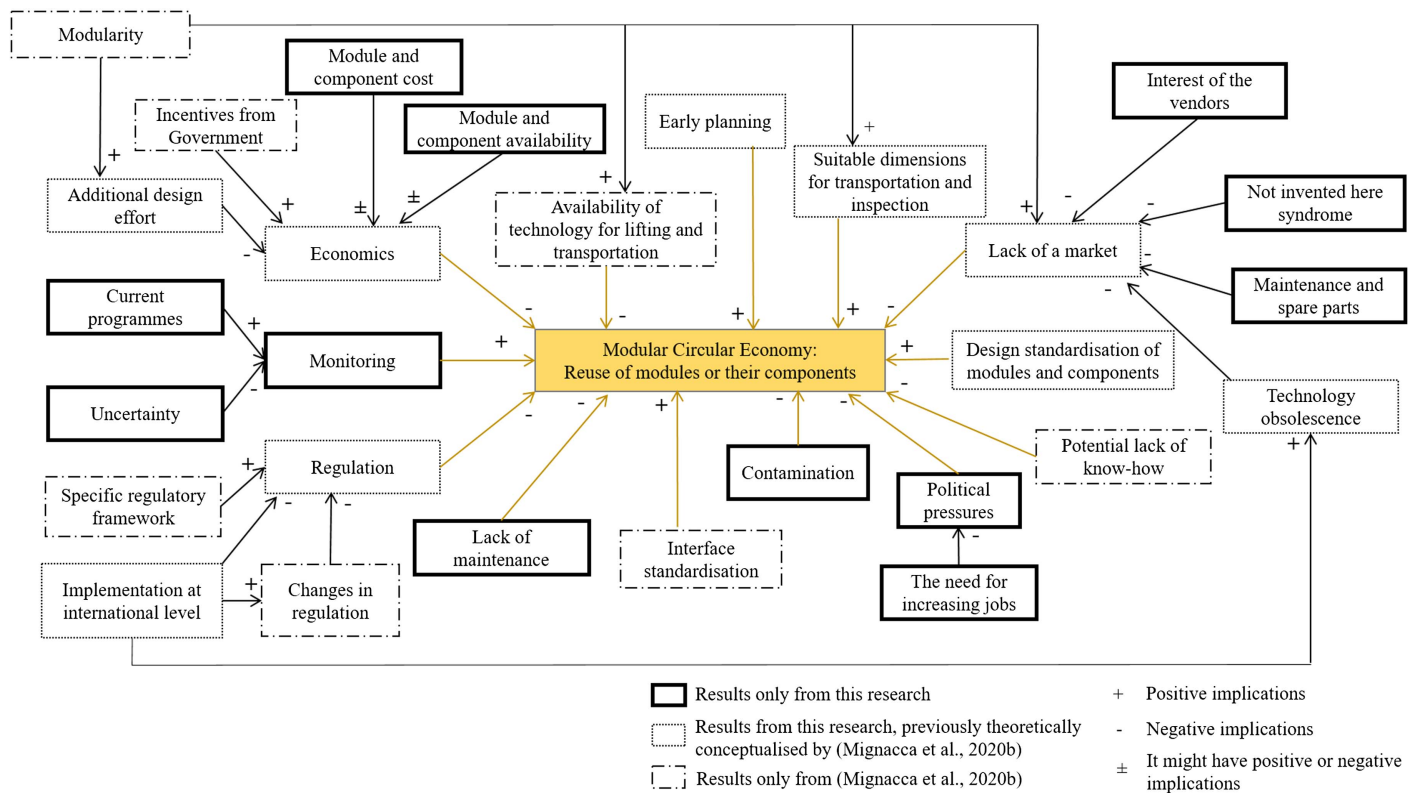 Modularity
Module and
component cost
Interest of the
vendors
Incentives from
Government
Module and
component availability
Early planning
+
+
Suitable dimensions
for transportation and
inspection
Additional design
effort
+
±
±
+
Availability of
technology for lifting and
transportation
+
-
-
Not invented here
syndrome
-
Economics
Lack of a market
-
-
Maintenance and
spare parts
Current
programmes
+
-
-
+
+
-
Monitoring
+
Modular Circular Economy:
Reuse of modules or their components
+
Design standardisation of
modules and components
-
Uncertainty
-
-
+
-
-
-
Technology
obsolescence
+
Regulation
+
-
-
Contamination
Potential lack of
know-how
Specific regulatory
framework
Political
pressures
-
Lack of
maintenance
Interface
standardisation
Implementation at
international level
+
Changes in
regulation
The need for
increasing jobs
Results only from this research
Results from this research, previously theoretically
conceptualised by (Mignacca et al., 2020b)
Results only from (Mignacca et al., 2020b)
+ Positive implications
- Negative implications
± It might have positive or negative
implications